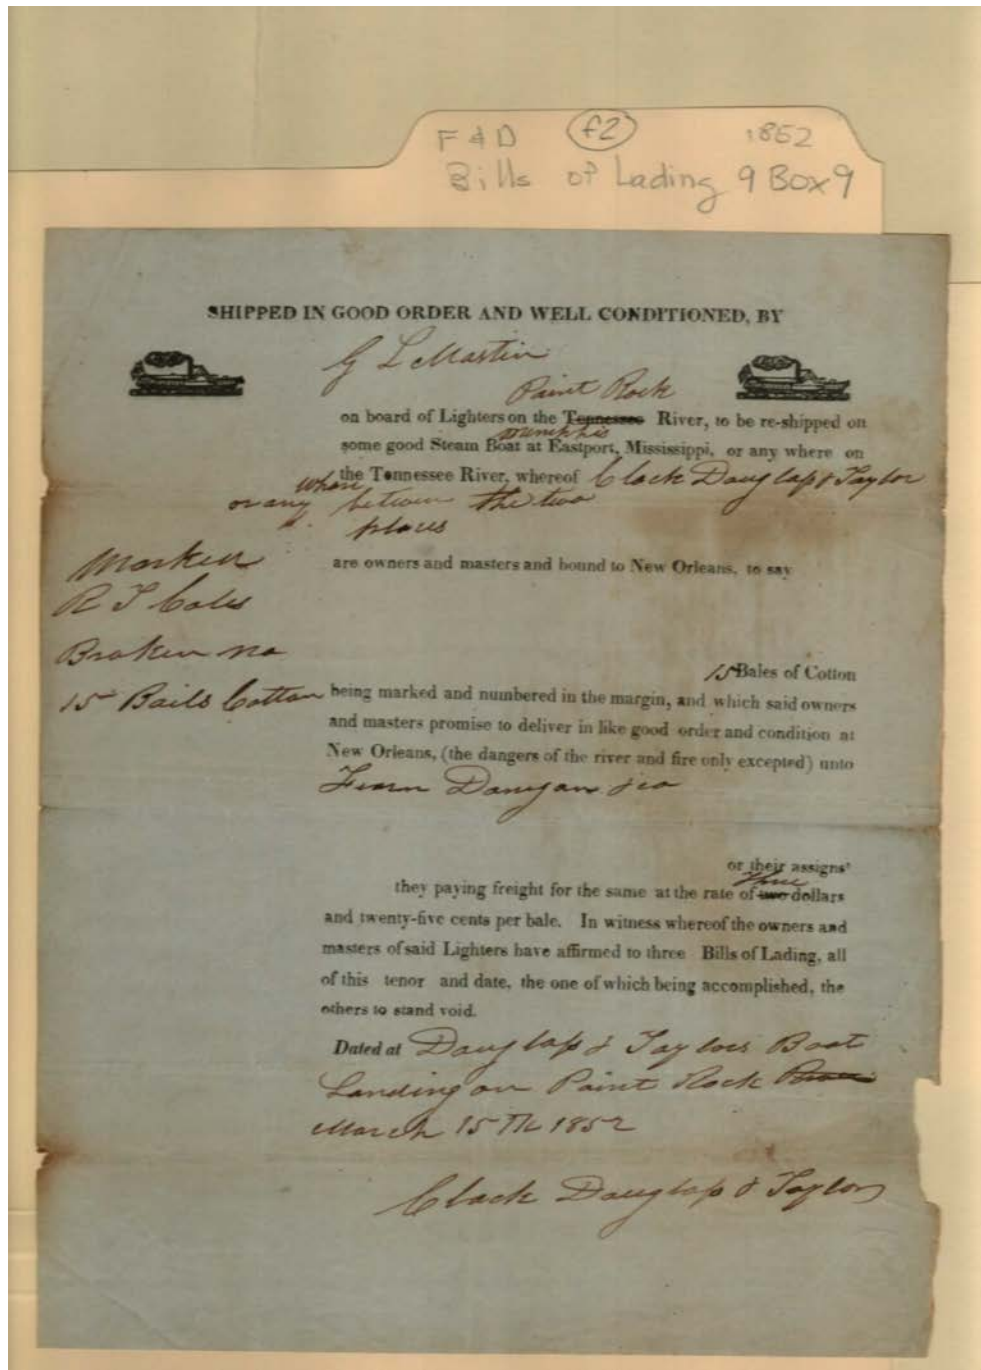 F & D f2 1852
Bills of Lading 9 Box 9
SHIPPED IN GOOD ORDER AND WELL CONDITIONED, BY
G L Martin
Paint Rock
on board of Lighters on the Tennessee River, to be re-shipped on
Memphis
some good Steam Boat at Eastport, Mississippi, or any where on
the Tennessee River, whereof Clack Douglass & Taylor
or any where between the two
places
are owners and masters and bound to New Orleans, to say
Marken
R T Coles
Broken no
15 Bales of Cotton
15 Bails Cotton
being marked and numbered in the margin, and which said owners
and masters promise to deliver in like good order and condition at
New Orleans, (the dangers of the river and fire only excepted) unto
Fearn Donegan & co
or their assigns'
three
they paying freight for the same at the rate of two dollars
and twenty-five cents per bale. In witness whereof the owners and
masters of said Lighters have affirmed to three Bills of Lading, all
of this tenor and date, the one of which being accomplished, the
others to stand void.
Dated at Douglass & Taylors Boat
Landing on Paint Rock
March 15Th 1852
Clack Douglass & Taylor